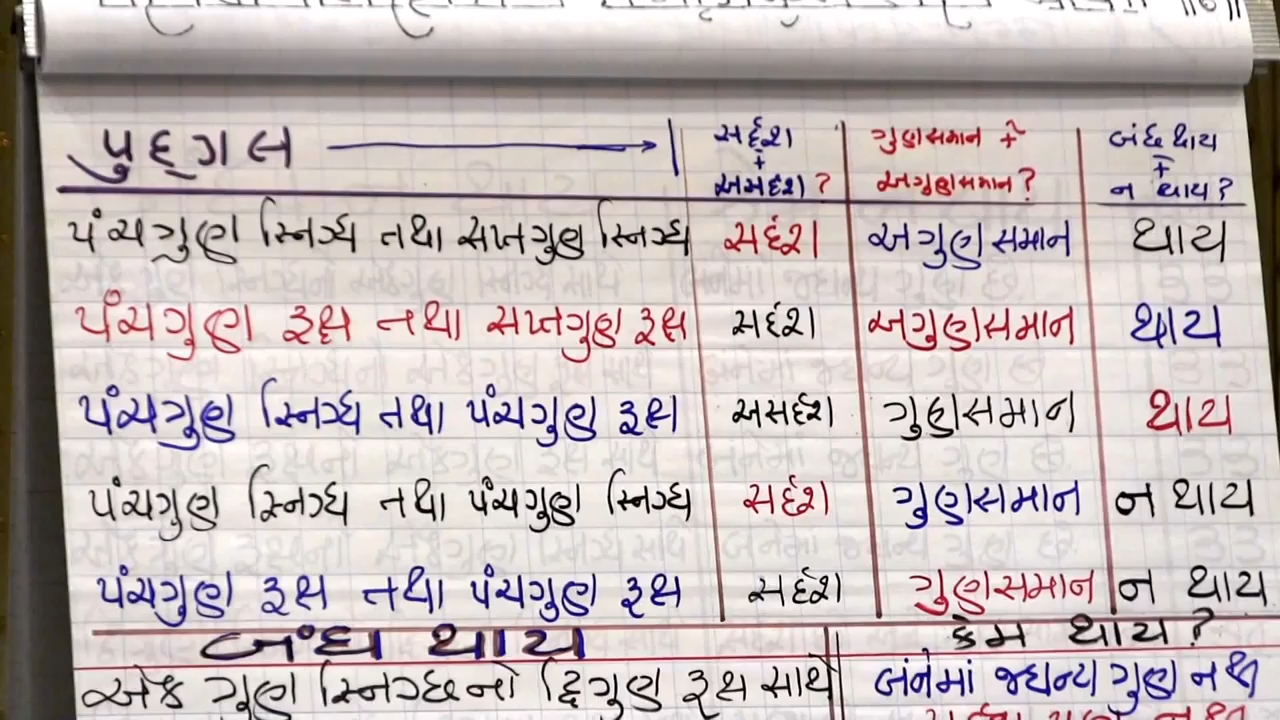 પુદ્ગલ → સદૃશ + અસદૃશ? ગુણસમાન + અગુણસમાન? બંધ થાય + ન થાય?
પંચગુણ સ્નિગ્ધ તથા સપ્તગુણ સ્નિગ્ધ સદૃશ અગુણસમાન થાય
પંચગુણ રુક્ષ તથા સપ્તગુણ રુક્ષ સદૃશ અગુણસમાન થાય
પંચગુણ સ્નિગ્ધ તથા પંચગુણ રુક્ષ અસદૃશ ગુણસમાન થાય
પંચગુણ સ્નિગ્ધ તથા પંચગુણ સ્નિગ્ધ સદૃશ ગુણસમાન ન થાય
પંચગુણ રુક્ષ તથા પંચગુણ રુક્ષ સદૃશ ગુણસમાન ન થાય
બંધ થાય કેમ થાય?
એક ગુણ સ્નિગ્ધનો દ્વિગુણ રુક્ષ સાથે બંનેમાં જઘન્ય ગુણ નથી